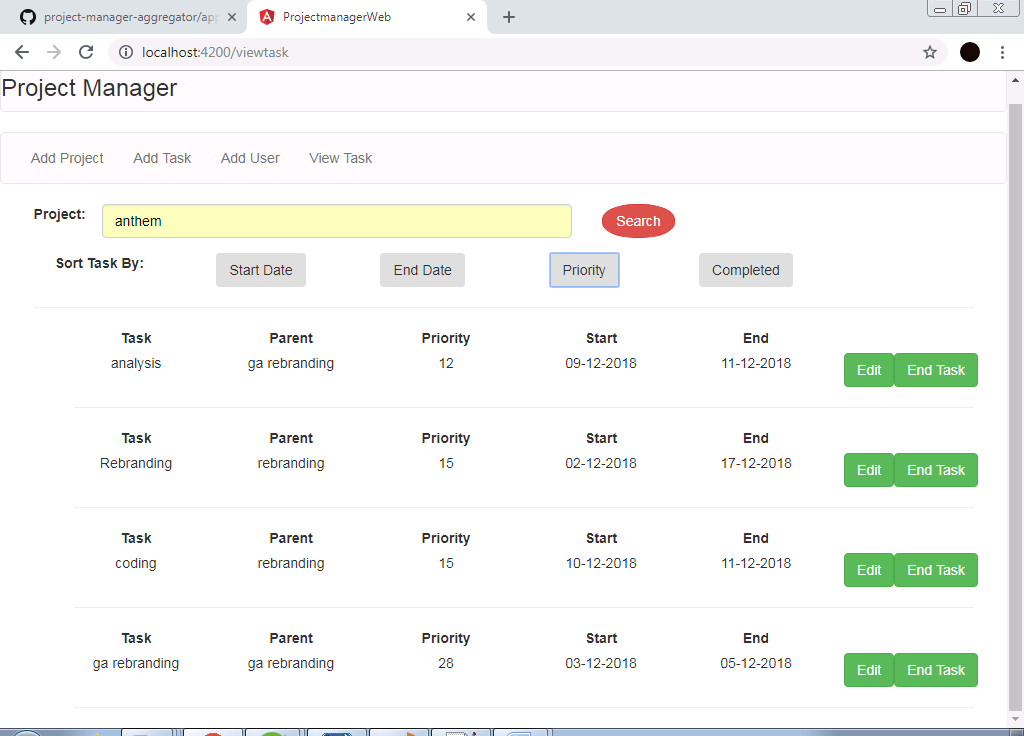 project-manager-aggregator/app
ProjectmanagerWeb
localhost:4200/viewtask
Project Manager
Add Project Add Task Add User View Task
Project: anthem Search
Sort Task By: Start Date End Date Priority Completed
Task Parent Priority Start End
analysis ga rebranding 12 09-12-2018 11-12-2018 Edit End Task
Task Parent Priority Start End
Rebranding rebranding 15 02-12-2018 17-12-2018 Edit End Task
Task Parent Priority Start End
coding rebranding 15 10-12-2018 11-12-2018 Edit End Task
Task Parent Priority Start End
ga rebranding ga rebranding 28 03-12-2018 05-12-2018 Edit End Task